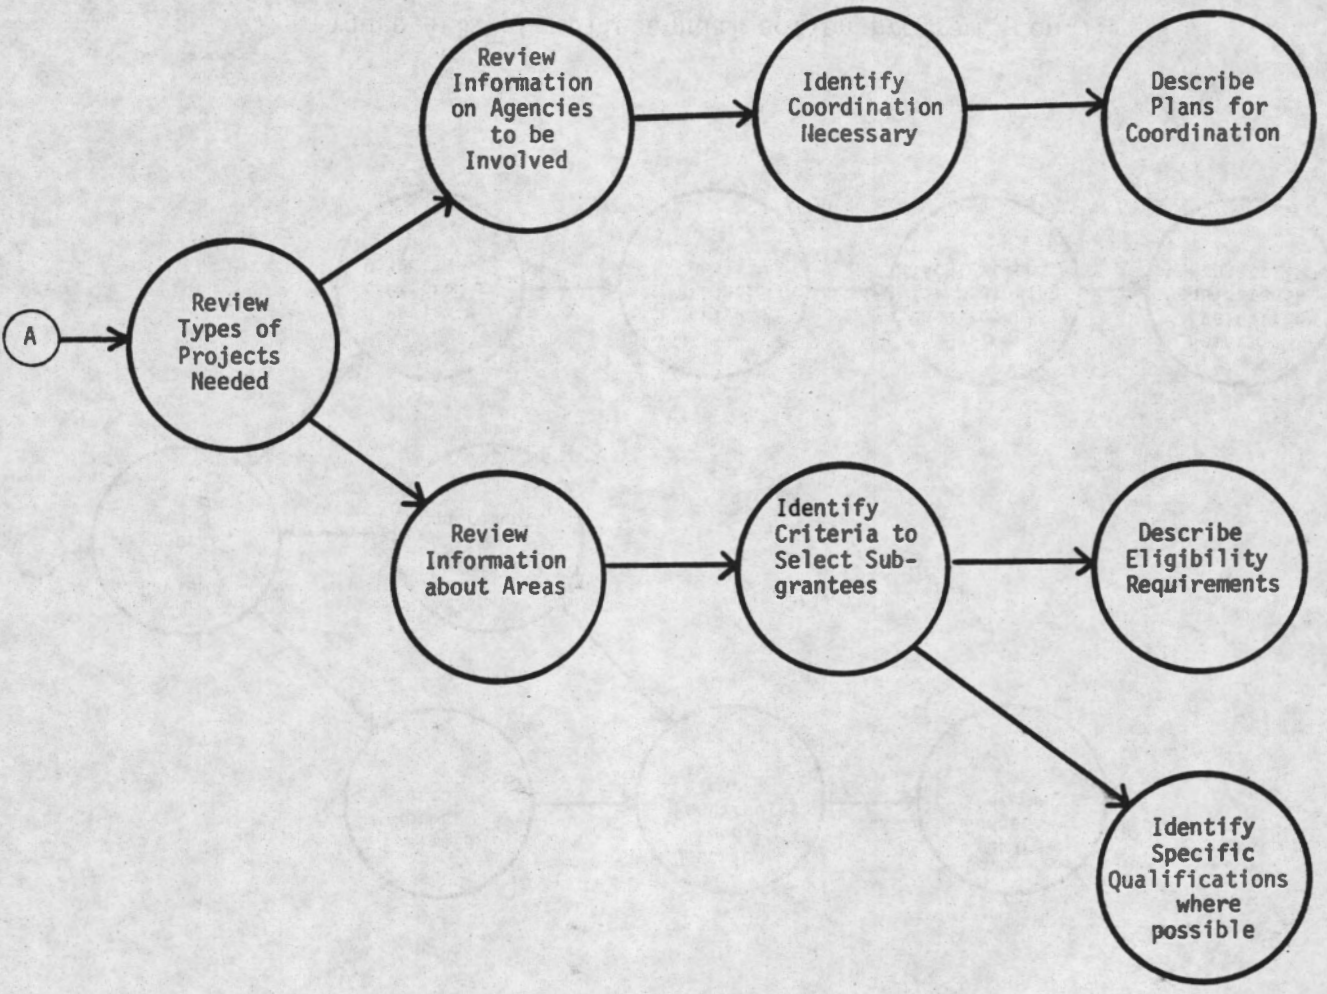 Review
Information
on Agencies
to be
Involved
Identify
Coordination
Necessary
Describe
Plans for
Coordination
A
Review
Types of
Projects
Needed
Review
Information
about Areas
Identify
Criteria to
Select Sub-
grantees
Describe
Eligibility
Requirements
Identify
Specific
Qualifications
where
possible